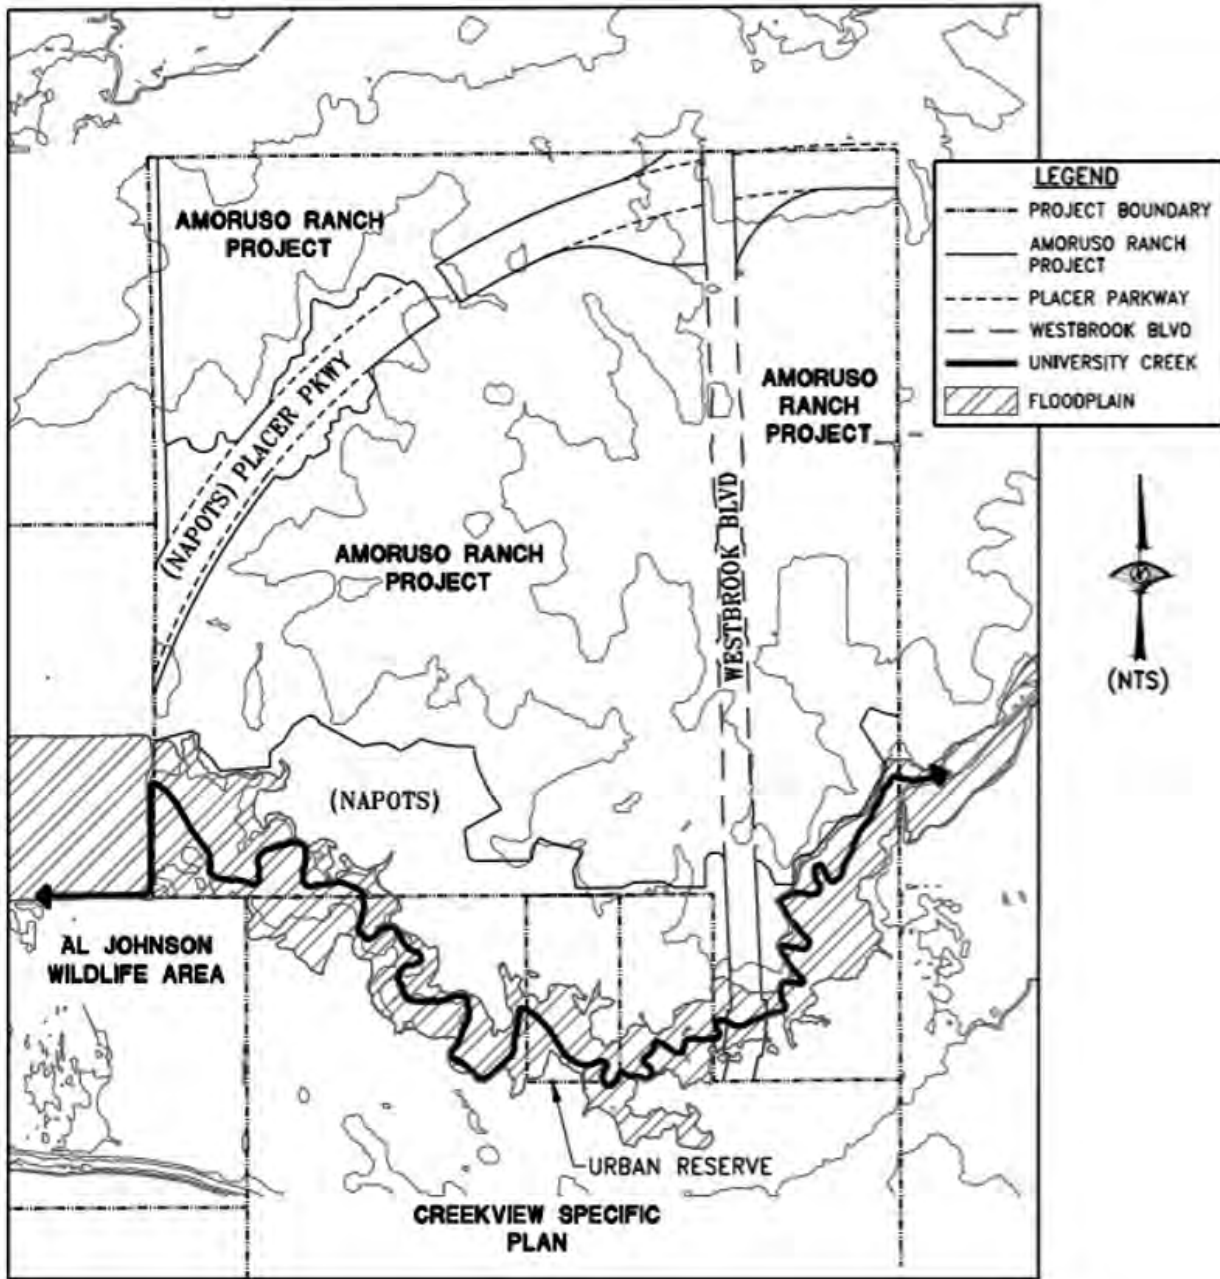 AMORUSO RANCH
PROJECT
LEGEND
PROJECT BOUNDARY
AMORUSO RANCH
PROJECT
PLACER PARKWAY
WESTBROOK BLVD
UNIVERSITY CREEK
FLOODPLAIN
(NAPOTS) PLACER PKWY
AMORUSO
RANCH
PROJECT
AMORUSO RANCH
PROJECT
WESTBROOK BLVD
(NTS)
(NAPOTS)
AL JOHNSON
WILDLIFE AREA
URBAN RESERVE
CREEKVIEW SPECIFIC
PLAN